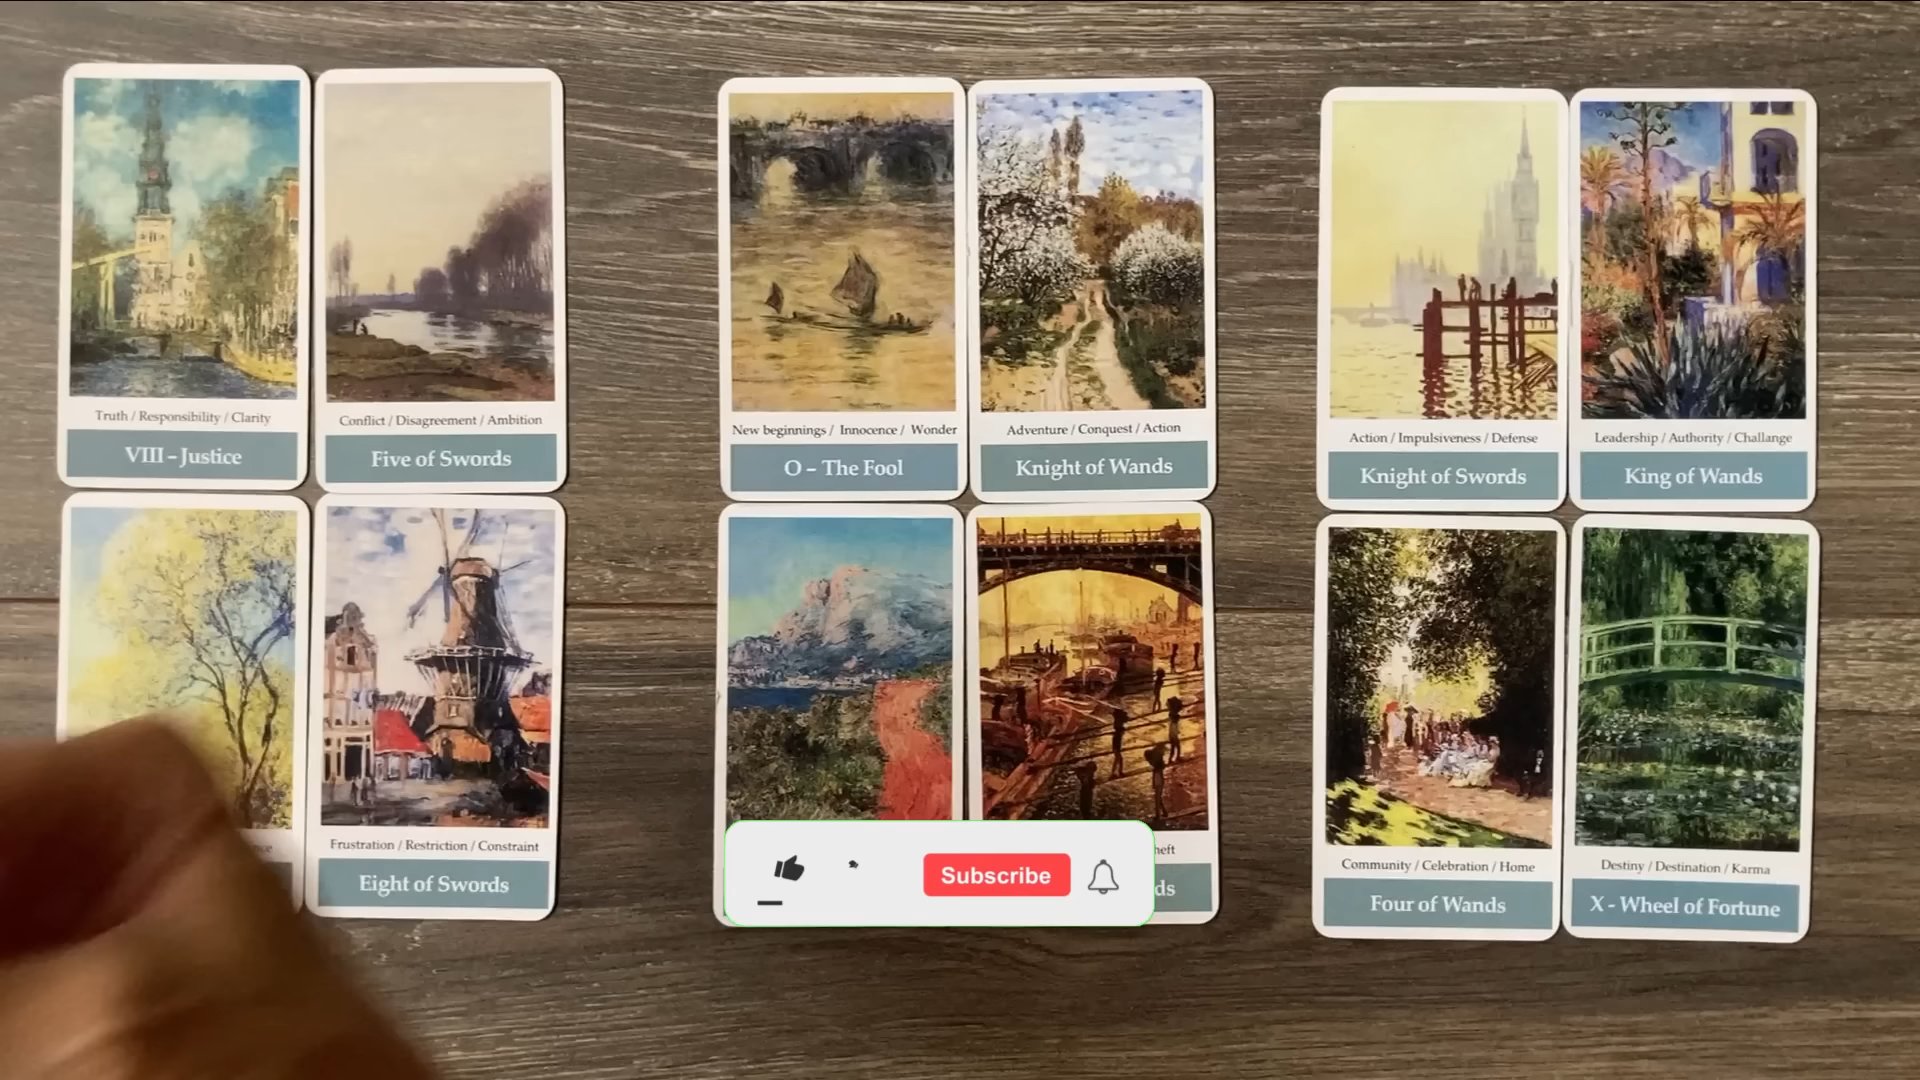 Truth / Responsibility / Clarity
VIII – Justice
Conflict / Disagreement / Ambition
Five of Swords
New beginnings / Innocence / Wonder
O – The Fool
Adventure / Conquest / Action
Knight of Wands
Action / Impulsiveness / Defense
Knight of Swords
Leadership / Authority / Challange
King of Wands
Frustration / Restriction / Constraint
Eight of Swords
Subscribe
Community / Celebration / Home
Four of Wands
Destiny / Destination / Karma
X - Wheel of Fortune